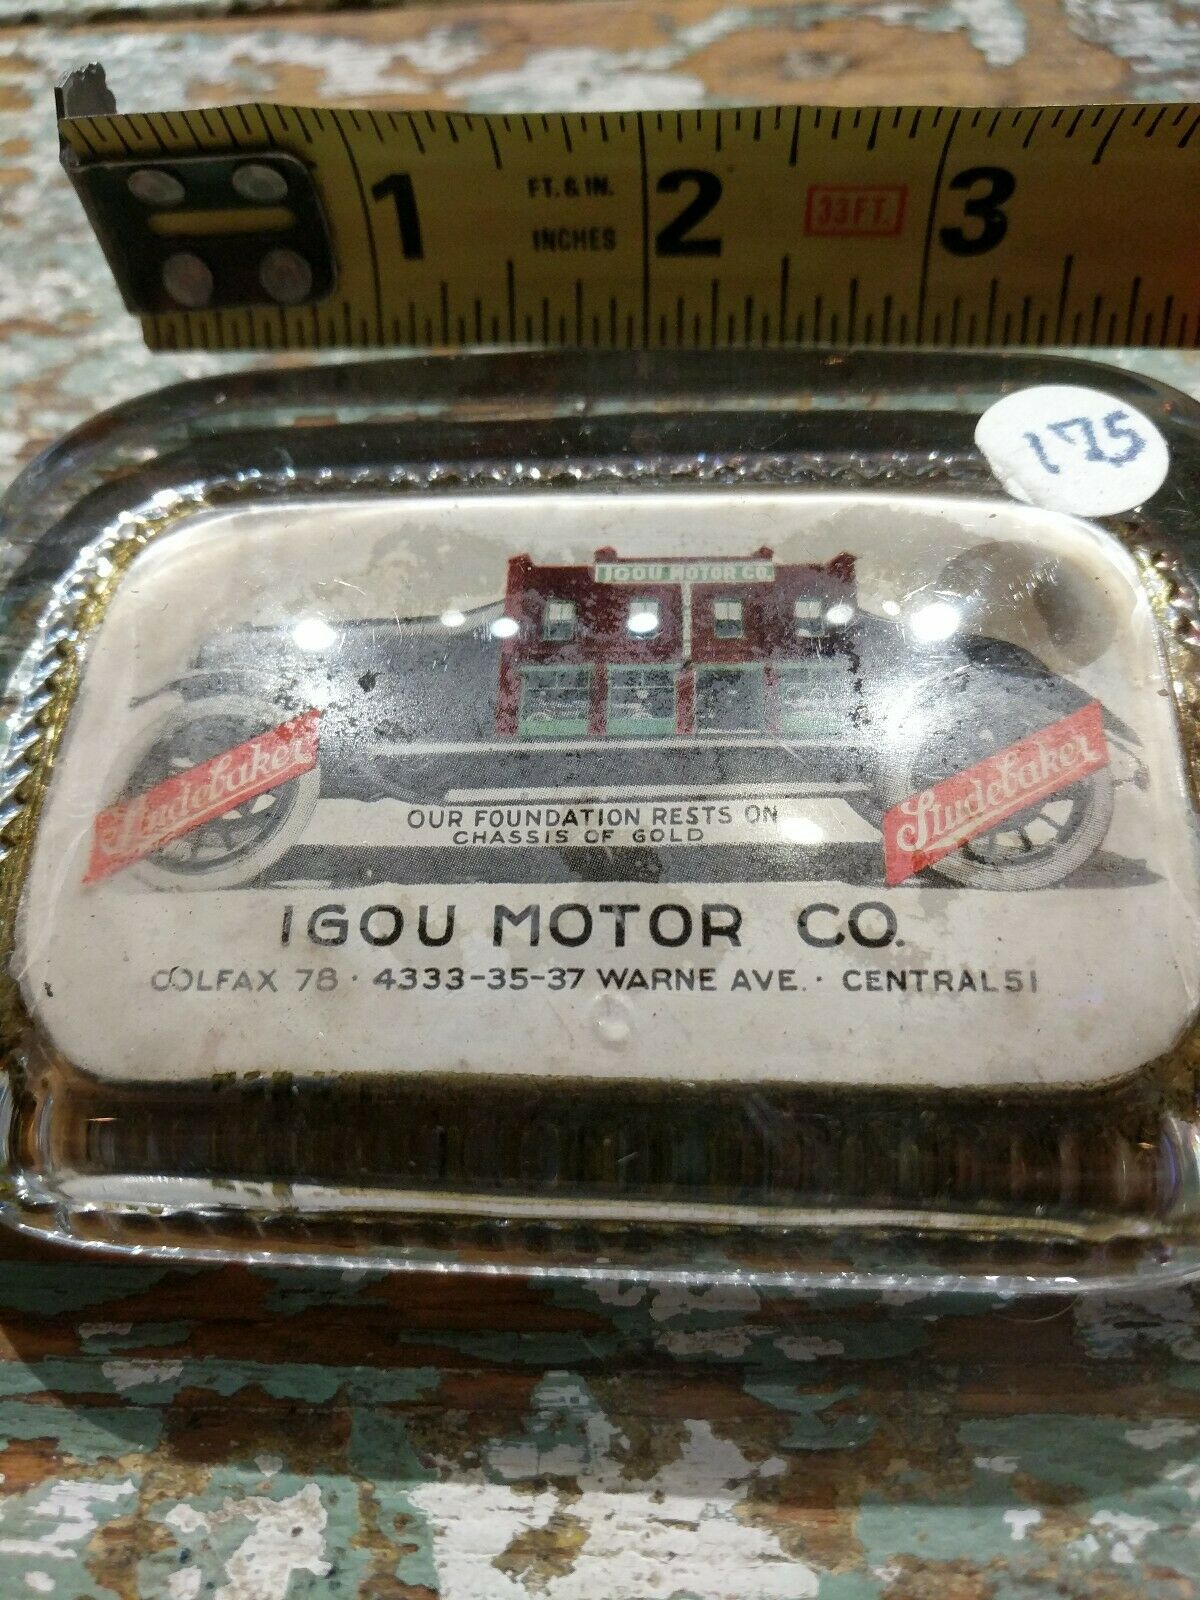 1 FT. & IN. INCHES 2 33FT. 3
175
IGOU MOTOR CO.
Studebaker
Studebaker
OUR FOUNDATION RESTS ON
CHASSIS OF GOLD
IGOU MOTOR CO.
COLFAX 78 · 4333-35-37 WARNE AVE. · CENTRAL 51